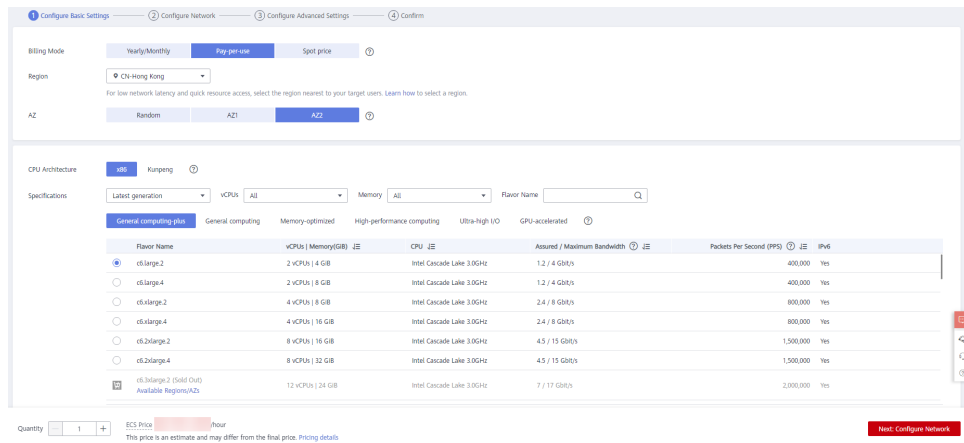 1 Configure Basic Settings 2 Configure Network 3 Configure Advanced Settings 4 Confirm
Billing Mode Yearly/Monthly Pay-per-use Spot price ?
Region CN-Hong Kong
For low network latency and quick resource access, select the region nearest to your target users. Learn how to select a region.
AZ Random AZ1 AZ2 ?
CPU Architecture x86 Kunpeng ?
Specifications Latest generation vCPUs All Memory All Flavor Name
General computing-plus General computing Memory-optimized High-performance computing Ultra-high I/O GPU-accelerated ?
Flavor Name vCPUs | Memory(GiB) CPU Assured / Maximum Bandwidth ? Packets Per Second (PPS) ? IPv6
c6.large.2 2 vCPUs | 4 GiB Intel Cascade Lake 3.0GHz 1.2 / 4 Gbit/s 400,000 Yes
c6.large.4 2 vCPUs | 8 GiB Intel Cascade Lake 3.0GHz 1.2 / 4 Gbit/s 400,000 Yes
c6.xlarge.2 4 vCPUs | 8 GiB Intel Cascade Lake 3.0GHz 2.4 / 8 Gbit/s 800,000 Yes
c6.xlarge.4 4 vCPUs | 16 GiB Intel Cascade Lake 3.0GHz 2.4 / 8 Gbit/s 800,000 Yes
c6.2xlarge.2 8 vCPUs | 16 GiB Intel Cascade Lake 3.0GHz 4.5 / 15 Gbit/s 1,500,000 Yes
c6.2xlarge.4 8 vCPUs | 32 GiB Intel Cascade Lake 3.0GHz 4.5 / 15 Gbit/s 1,500,000 Yes
c6.3xlarge.2 (Sold Out) 12 vCPUs | 24 GiB Intel Cascade Lake 3.0GHz 7 / 17 Gbit/s 2,000,000 Yes
Available Regions/AZs
Quantity − 1 + ECS Price /hour Next: Configure Network
This price is an estimate and may differ from the final price. Pricing details